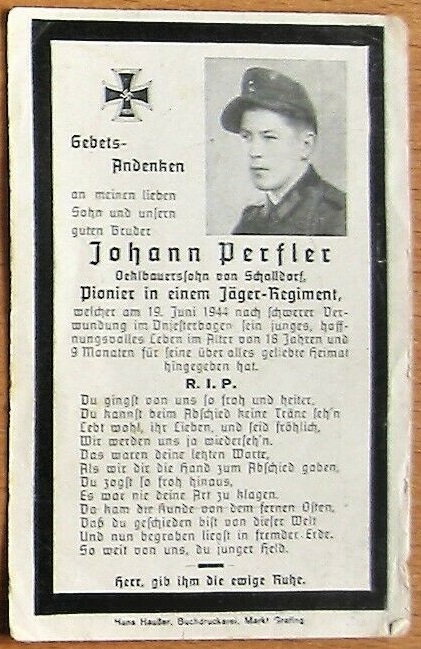 Gebets-
Andenken
an meinen lieben
Sohn und unsern
guten Bruder
Johann Perfler
Oehlbauerssohn von Schalldorf,
Pionier in einem Jäger-Regiment,
welcher am 19. Juni 1944 nach schwerer Ver-
wundung im Dnjesterbogen sein junges, hoff-
nungsvolles Leben im Alter von 18 Jahren und
9 Monaten für seine über alles geliebte Heimat
hingegeben hat.
R. I. P.
Du gingst von uns so froh und heiter,
Du kannst beim Abschied keine Träne seh'n
Lebt wohl, ihr Lieben, und seid fröhlich,
Wir werden uns ja wiederseh'n.
Das waren deine letzten Worte,
Als wir dir die Hand zum Abschied gaben,
Du zogst so froh hinaus,
Es war nie deine Art zu klagen.
Da kam die Kunde von dem fernen Osten,
Daß du geschieden bist von dieser Welt
Und nun begraben liegst in fremder Erde.
So weit von uns, du junger Held.
Herr, gib ihm die ewige Ruhe.
Hans Haußer, Buchdruckerei, Markt Grafing